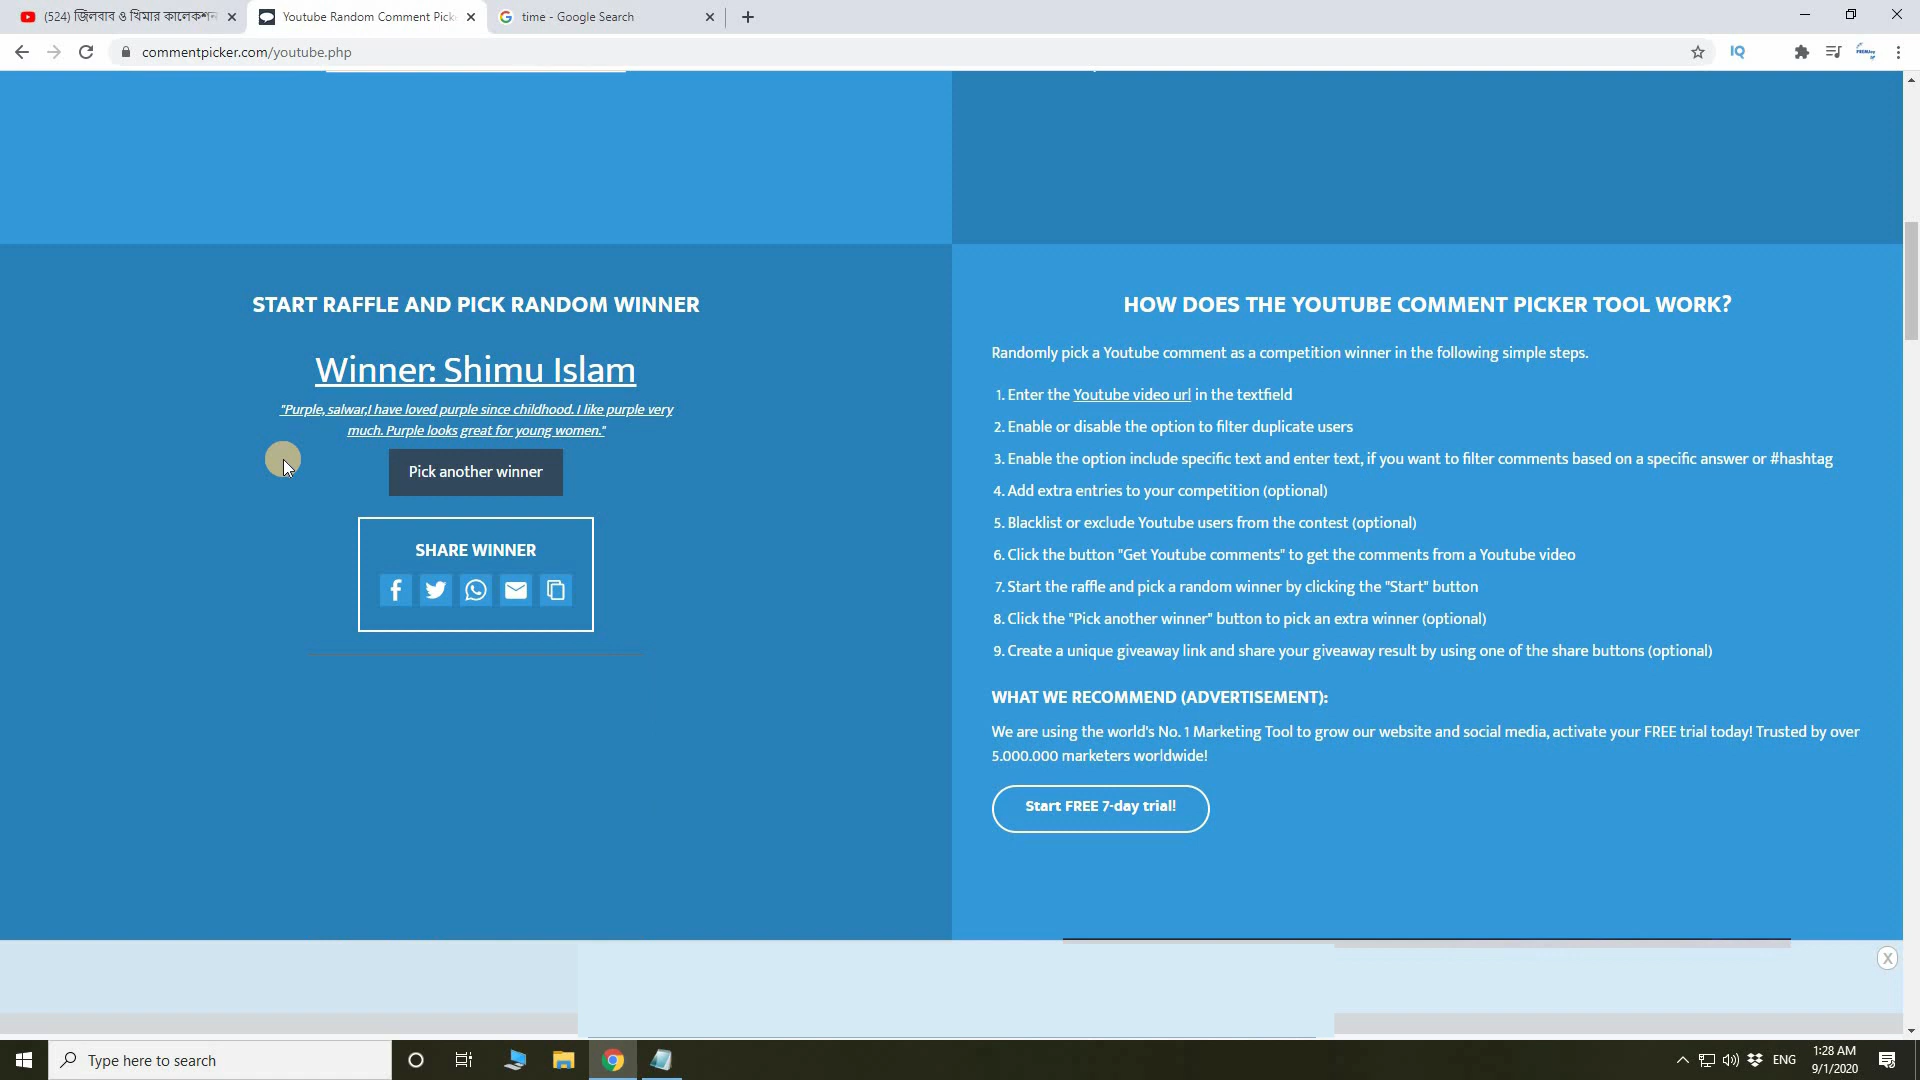 (524) জিলবাব ও খিমার কালেকশন
Youtube Random Comment Pick
time - Google Search
commentpicker.com/youtube.php
IQ
START RAFFLE AND PICK RANDOM WINNER
Winner: Shimu Islam
"Purple, salwar,I have loved purple since childhood. I like purple very
much. Purple looks great for young women."
Pick another winner
SHARE WINNER
HOW DOES THE YOUTUBE COMMENT PICKER TOOL WORK?
Randomly pick a Youtube comment as a competition winner in the following simple steps.
1. Enter the Youtube video url in the textfield
2. Enable or disable the option to filter duplicate users
3. Enable the option include specific text and enter text, if you want to filter comments based on a specific answer or #hashtag
4. Add extra entries to your competition (optional)
5. Blacklist or exclude Youtube users from the contest (optional)
6. Click the button "Get Youtube comments" to get the comments from a Youtube video
7. Start the raffle and pick a random winner by clicking the "Start" button
8. Click the "Pick another winner" button to pick an extra winner (optional)
9. Create a unique giveaway link and share your giveaway result by using one of the share buttons (optional)
WHAT WE RECOMMEND (ADVERTISEMENT):
We are using the world's No. 1 Marketing Tool to grow our website and social media, activate your FREE trial today! Trusted by over
5.000.000 marketers worldwide!
Start FREE 7-day trial!
X
Type here to search
ENG
1:28 AM
9/1/2020